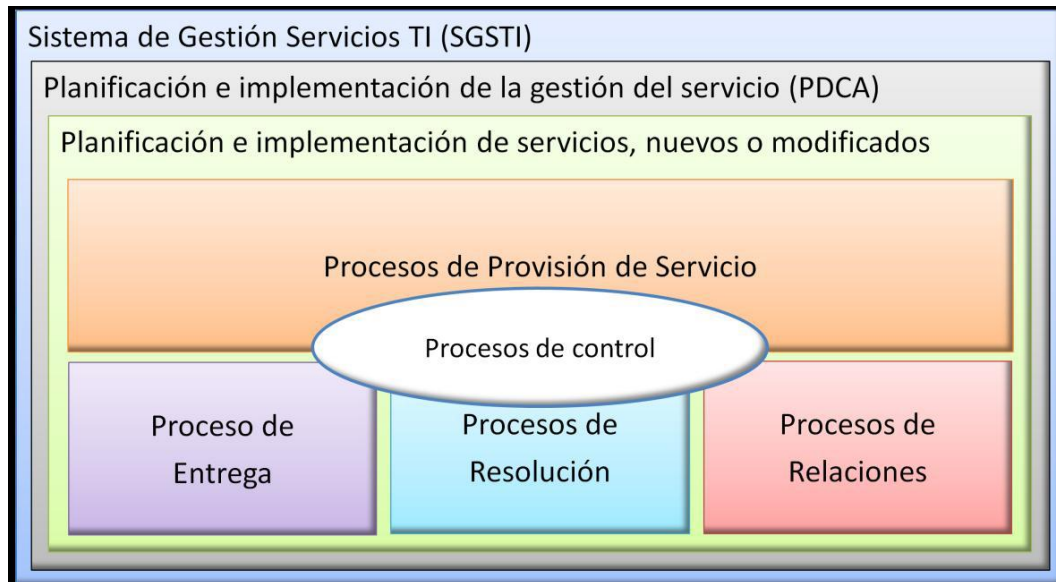 Sistema de Gestión Servicios TI (SGSTI)
Planificación e implementación de la gestión del servicio (PDCA)
Planificación e implementación de servicios, nuevos o modificados
Procesos de Provisión de Servicio
Procesos de control
Proceso de
Entrega
Procesos de
Resolución
Procesos de
Relaciones